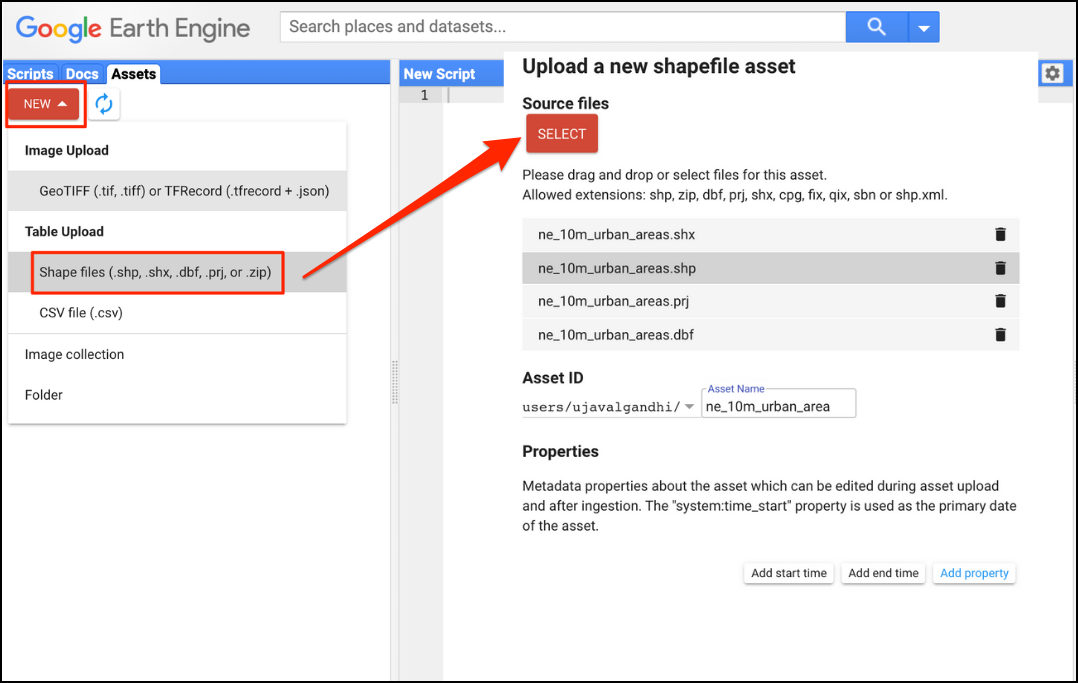 Google Earth Engine
Search places and datasets...
Scripts Docs Assets
NEW
Image Upload
GeoTIFF (.tif, .tiff) or TFRecord (.tfrecord + .json)
Table Upload
Shape files (.shp, .shx, .dbf, .prj, or .zip)
CSV file (.csv)
Image collection
Folder
New Script
1
Upload a new shapefile asset
Source files
SELECT
Please drag and drop or select files for this asset.
Allowed extensions: shp, zip, dbf, prj, shx, cpg, fix, qix, sbn or shp.xml.
ne_10m_urban_areas.shx
ne_10m_urban_areas.shp
ne_10m_urban_areas.prj
ne_10m_urban_areas.dbf
Asset ID
Asset Name
users/ujavalgandhi/ ne_10m_urban_area
Properties
Metadata properties about the asset which can be edited during asset upload
and after ingestion. The "system:time_start" property is used as the primary date
of the asset.
Add start time Add end time Add property